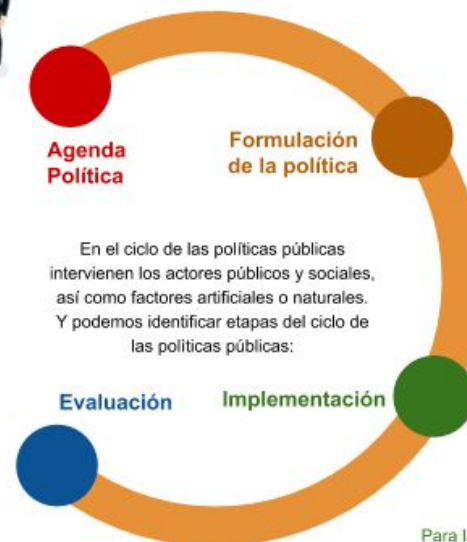 Agenda
Política
Formulación
de la política
En el ciclo de las políticas públicas
intervienen los actores públicos y sociales,
así como factores artificiales o naturales.
Y podemos identificar etapas del ciclo de
las políticas públicas:
Evaluación
Implementación
Para